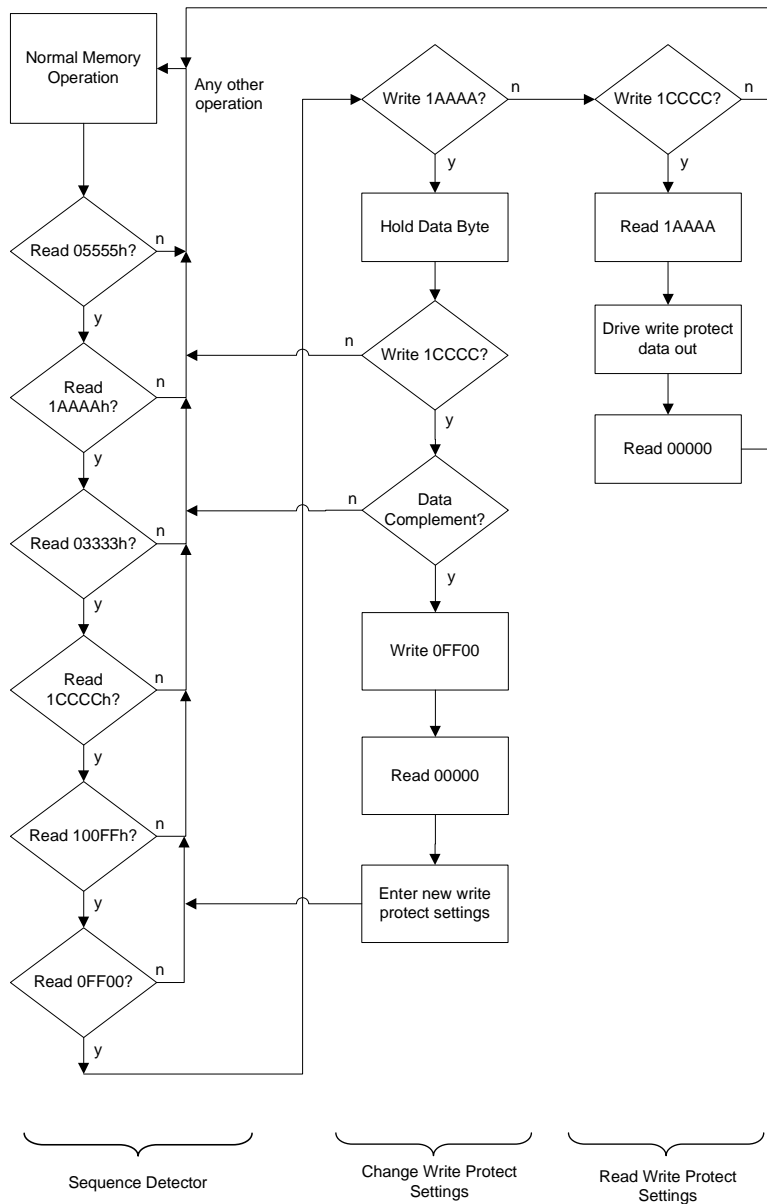 Normal Memory
Operation
Any other
operation
Read 05555h?
n
y
Read
1AAAAh?
n
y
Read 03333h?
n
y
Read
1CCCCh?
n
y
Read 100FFh?
n
y
Read 0FF00?
n
y
Write 1AAAA?
n
y
Hold Data Byte
Write 1CCCC?
n
y
Data
Complement?
n
y
Write 0FF00
Read 00000
Enter new write
protect settings
Write 1CCCC?
n
y
Read 1AAAA
Drive write protect
data out
Read 00000
Sequence Detector
Change Write Protect
Settings
Read Write Protect
Settings